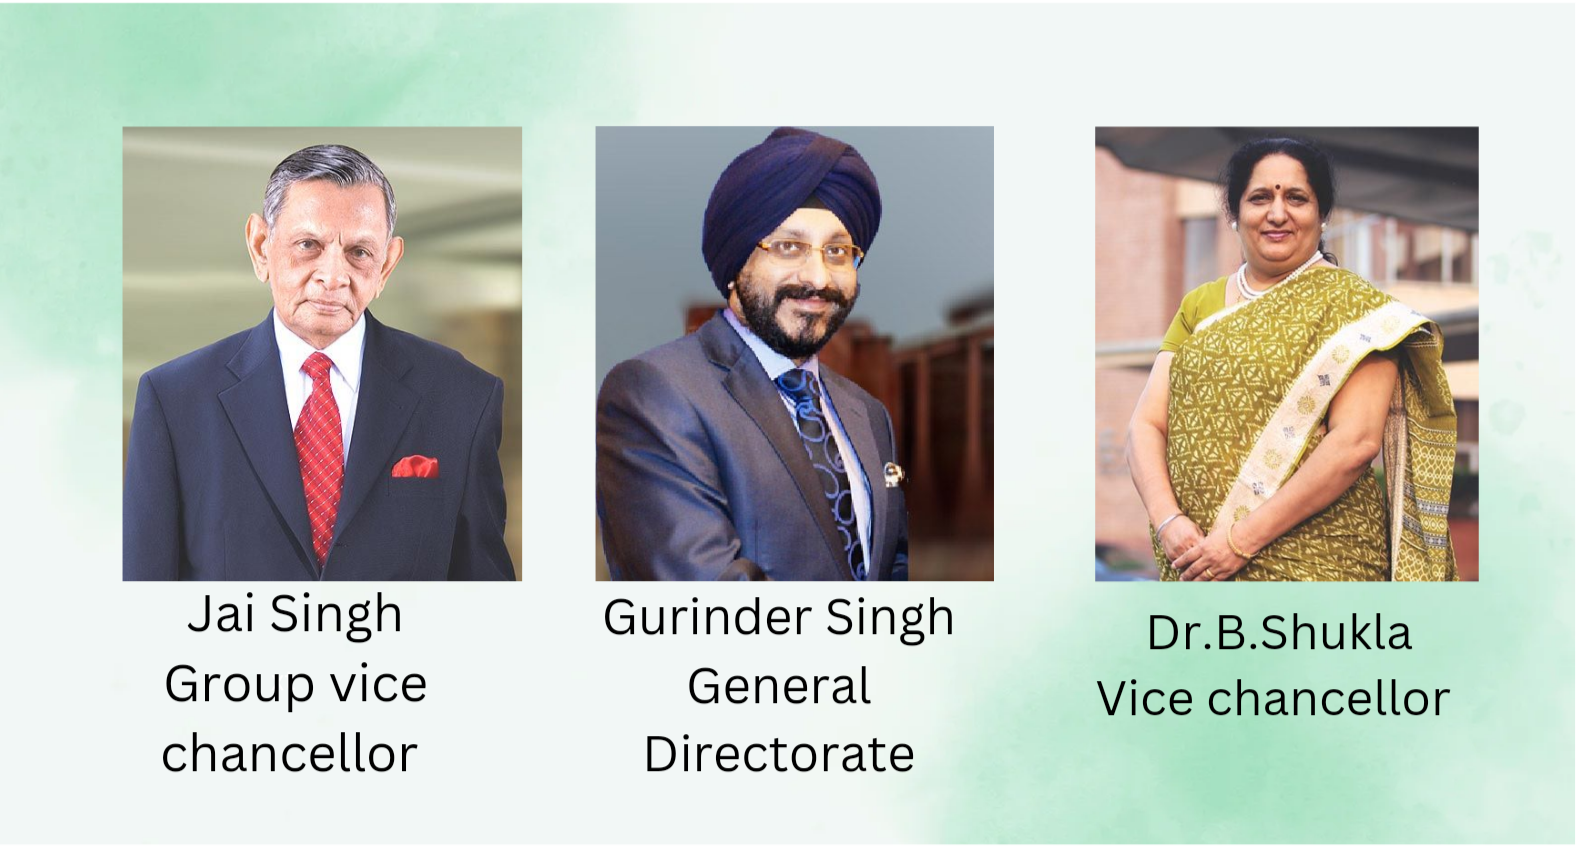 Jai Singh
Group vice
chancellor
Gurinder Singh
General
Directorate
Dr.B.Shukla
Vice chancellor